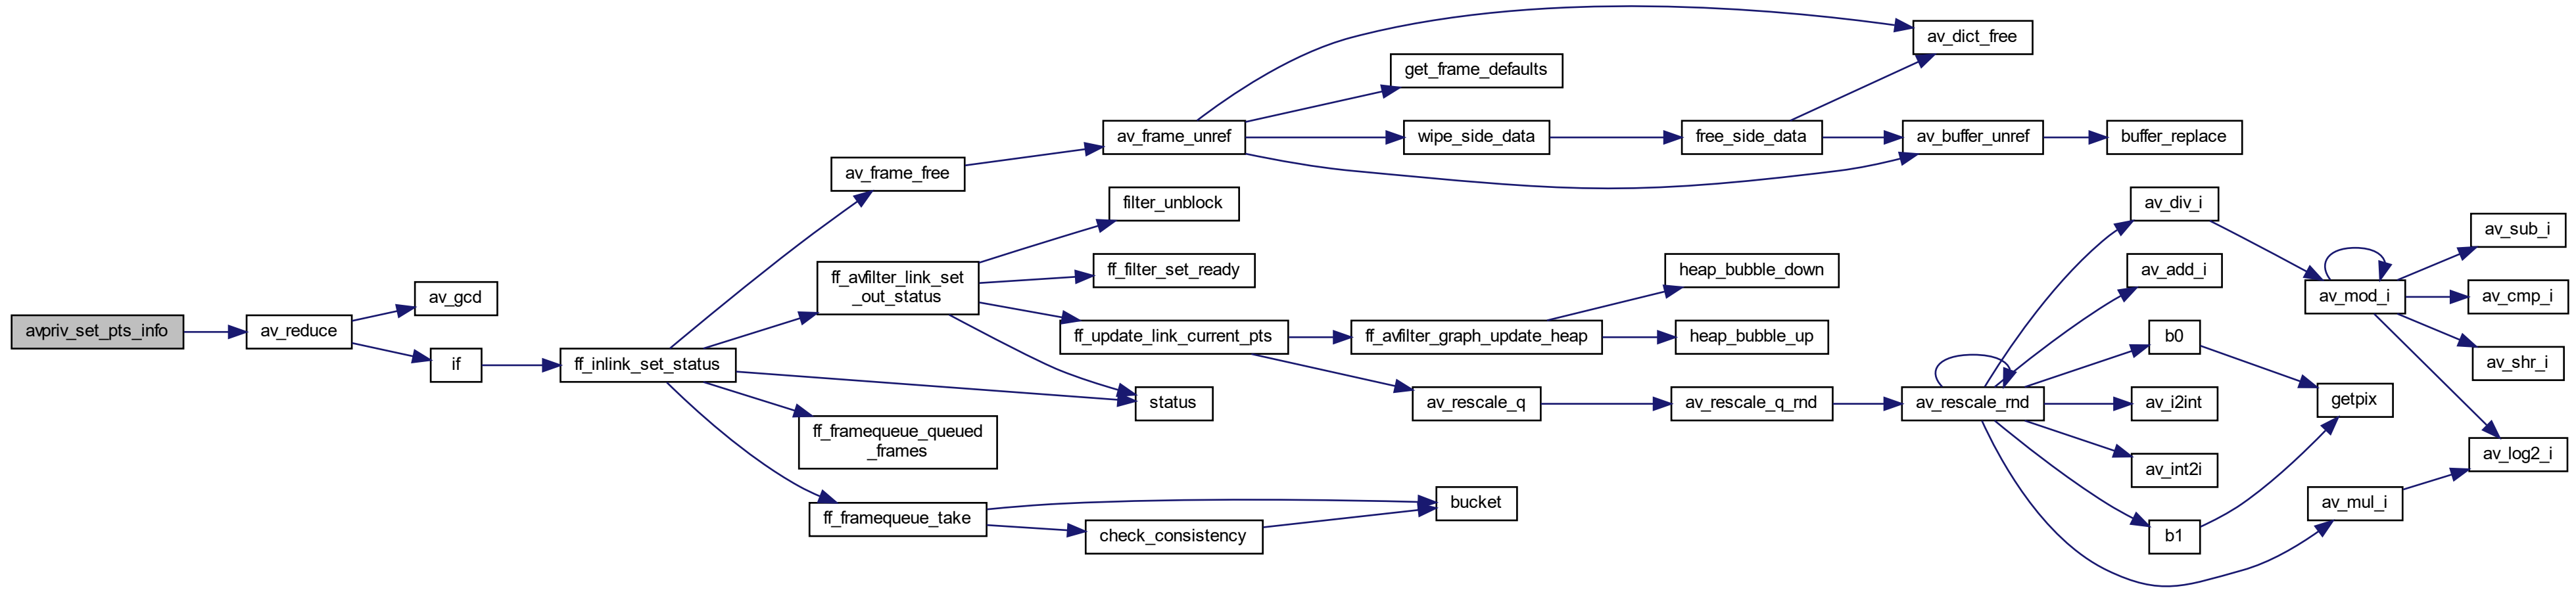 avpriv_set_pts_info
av_reduce
av_gcd
if
ff_inlink_set_status
av_frame_free
ff_avfilter_link_set
_out_status
ff_framequeue_queued
_frames
ff_framequeue_take
av_frame_unref
filter_unblock
ff_filter_set_ready
ff_update_link_current_pts
status
check_consistency
get_frame_defaults
wipe_side_data
ff_avfilter_graph_update_heap
av_rescale_q
bucket
free_side_data
heap_bubble_down
heap_bubble_up
av_rescale_q_rnd
av_dict_free
av_buffer_unref
av_rescale_rnd
buffer_replace
av_div_i
av_add_i
b0
av_i2int
av_int2i
b1
av_mod_i
getpix
av_mul_i
av_sub_i
av_cmp_i
av_shr_i
av_log2_i